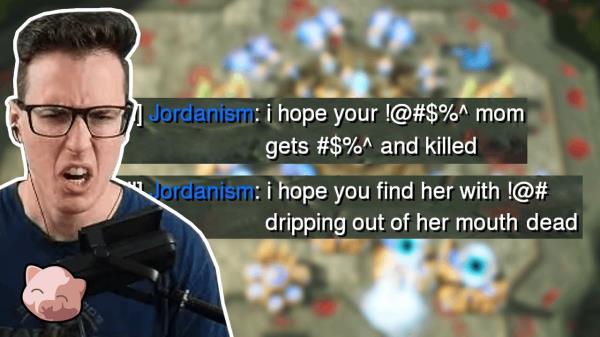 ] Jordanism: i hope your !@#$%^ mom
gets #$%^ and killed
] Jordanism: i hope you find her with !@#
dripping out of her mouth dead